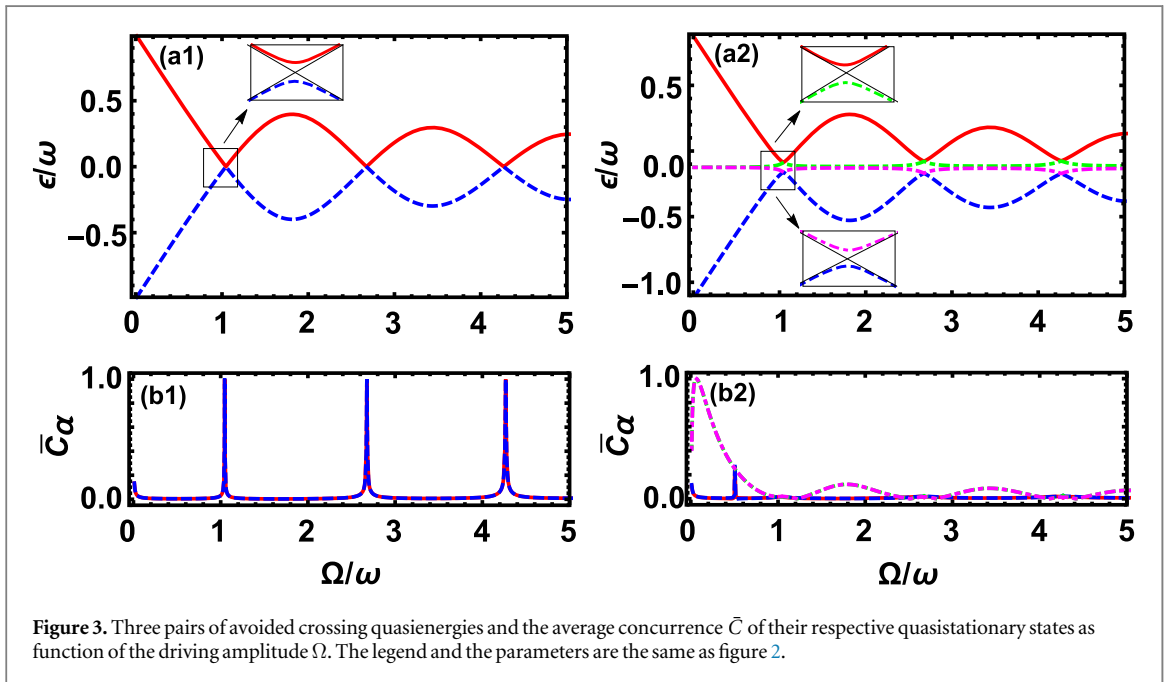 (a1)
0.5
0.0
−0.5
ϵ/ω
0 1 2 3 4 5
(a2)
0.5
0.0
−0.5
−1.0
ϵ/ω
0 1 2 3 4 5
(b1)
1.0
0.0
C̄α
0 1 2 3 4 5
Ω/ω
(b2)
1.0
0.0
C̄α
0 1 2 3 4 5
Ω/ω
Figure 3. Three pairs of avoided crossing quasienergies and the average concurrence C̄ of their respective quasistationary states as
function of the driving amplitude Ω. The legend and the parameters are the same as figure 2.